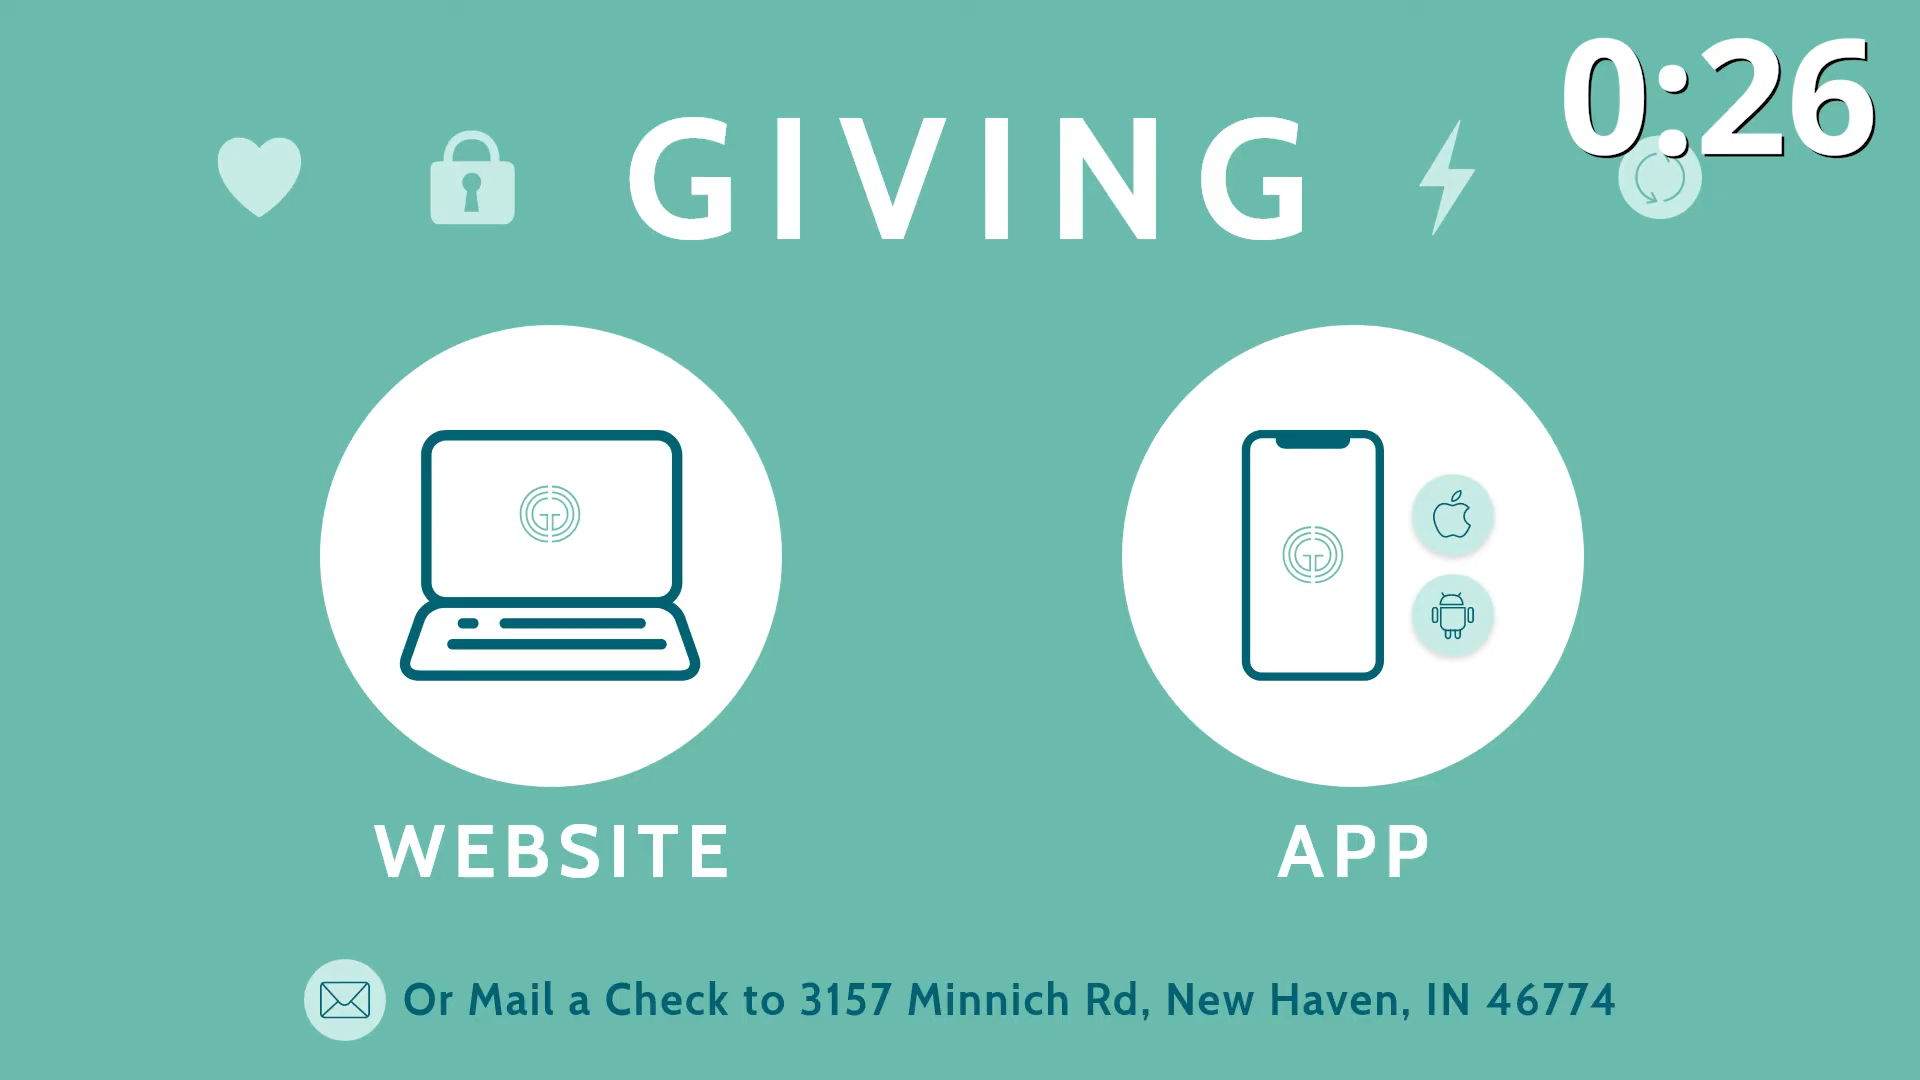 0:26
GIVING
WEBSITE
APP
Or Mail a Check to 3157 Minnich Rd, New Haven, IN 46774